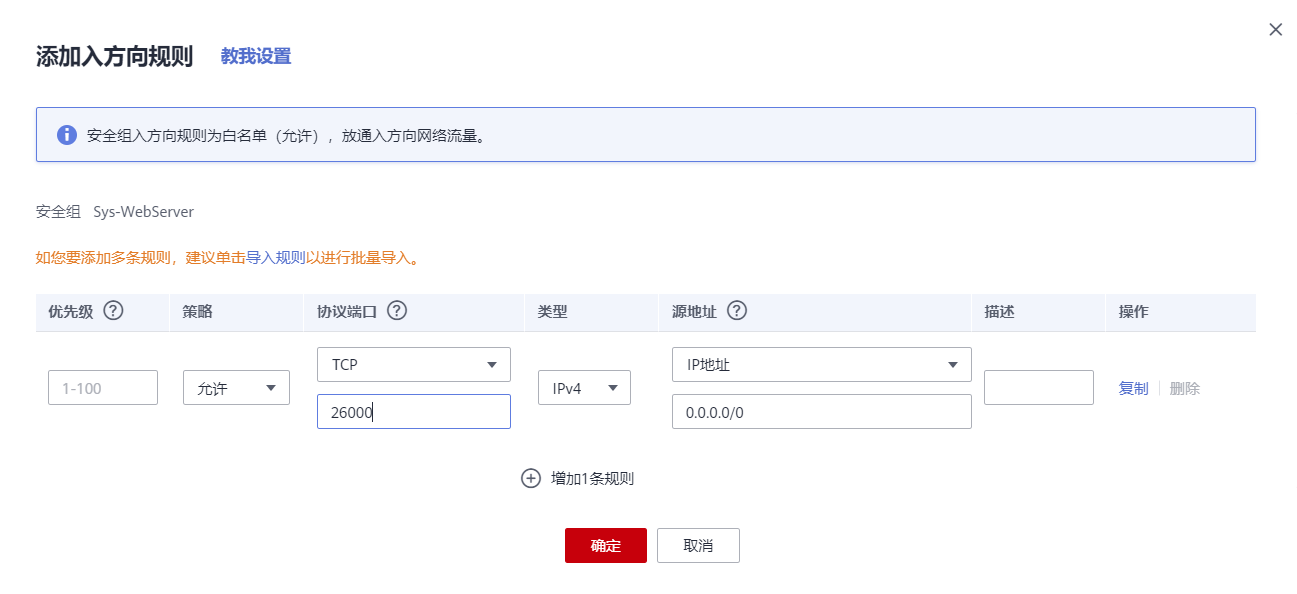 添加入方向规则 教我设置
安全组入方向规则为白名单（允许），放通入方向网络流量。
安全组 Sys-WebServer
如您要添加多条规则，建议单击导入规则以进行批量导入。
优先级 策略 协议端口 类型 源地址 描述 操作
TCP IP地址
1-100 允许 IPv4 复制 删除
26000 0.0.0.0/0
增加1条规则
确定 取消